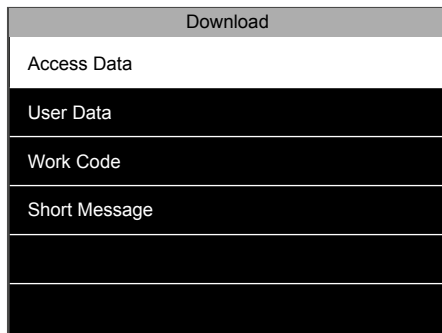 Download
Access Data
User Data
Work Code
Short Message